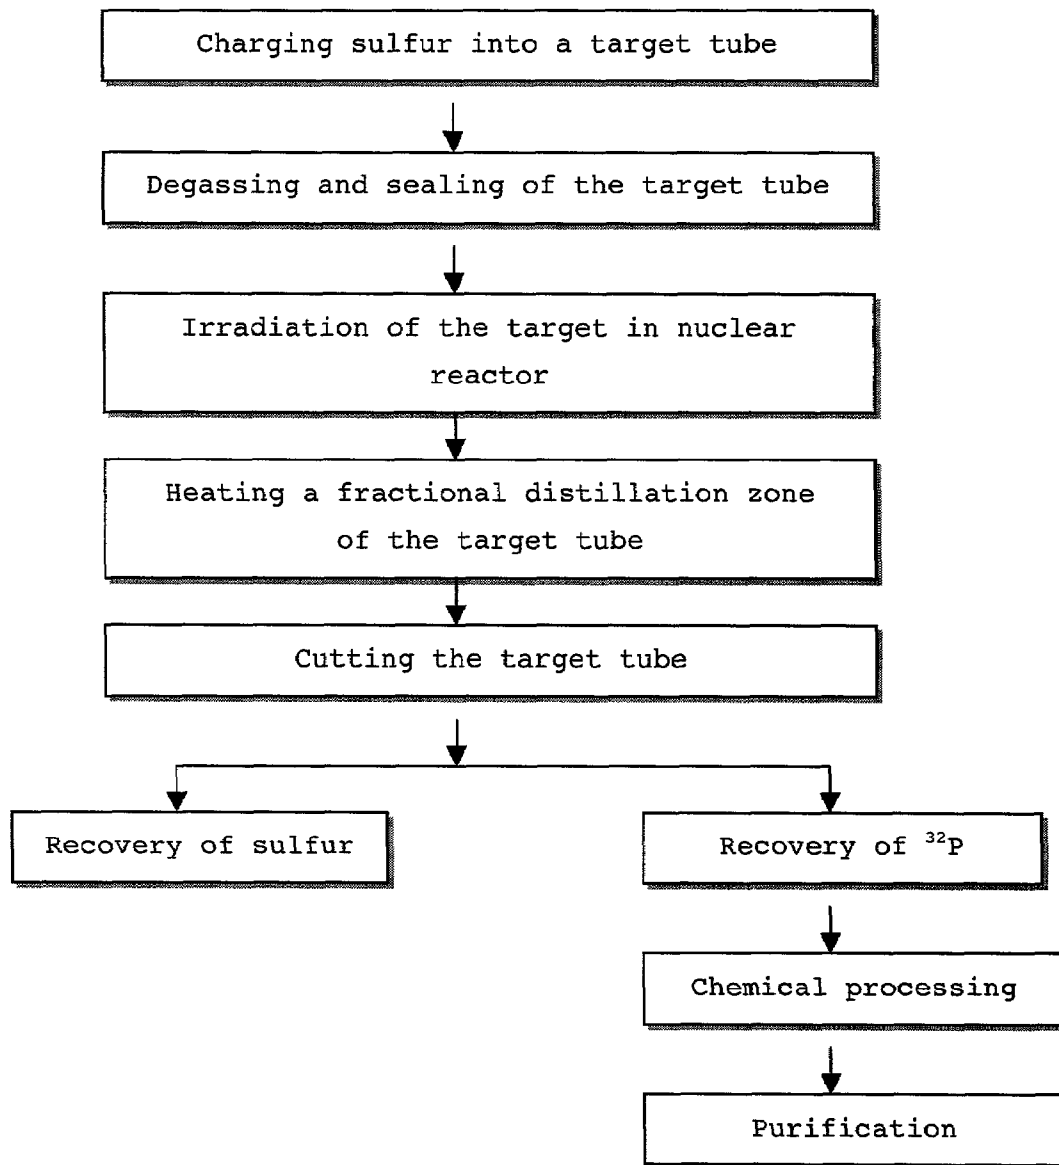 Charging sulfur into a target tube
Degassing and sealing of the target tube
Irradiation of the target in nuclear
reactor
Heating a fractional distillation zone
of the target tube
Cutting the target tube
Recovery of sulfur
Recovery of ³²P
Chemical processing
Purification